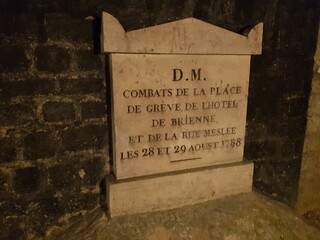 D.M.
COMBATS DE LA PLACE
DE GRÈVE, DE L'HOTEL
DE BRIENNE
ET DE LA RUE MESLÉE
LES 28 ET 29 AOUST 1788